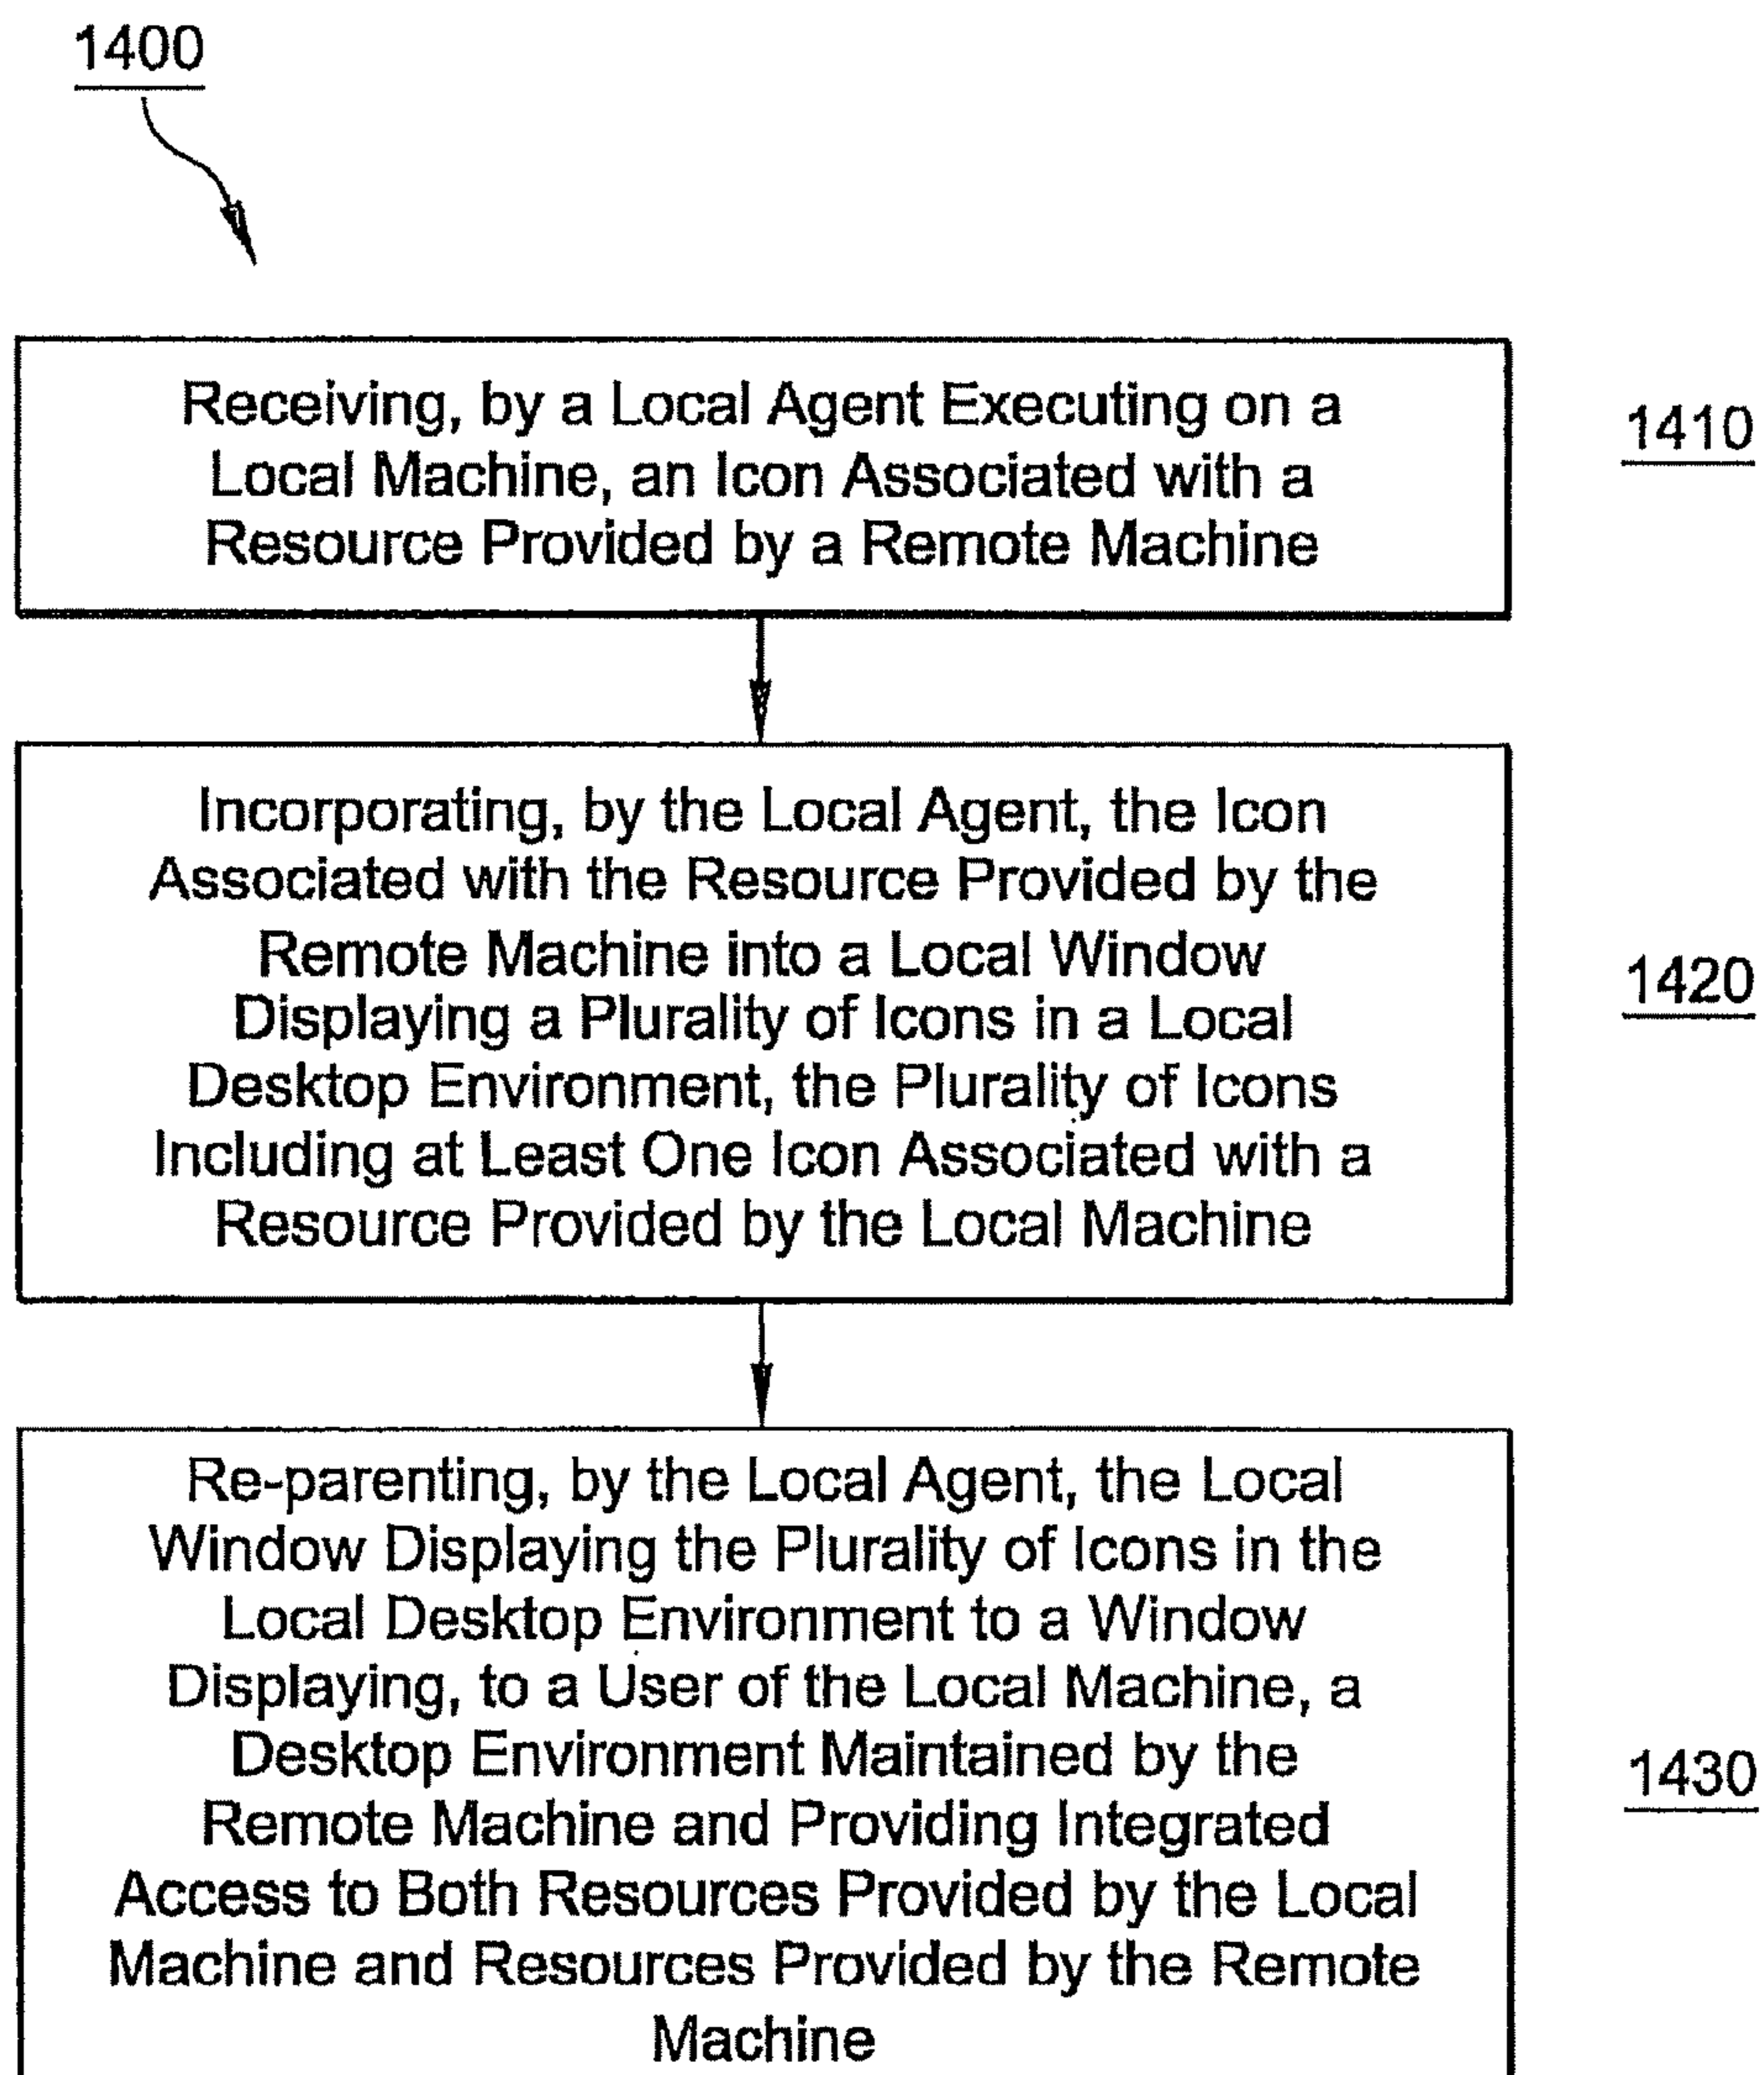 1400
Receiving, by a Local Agent Executing on a
Local Machine, an Icon Associated with a
Resource Provided by a Remote Machine
1410
Incorporating, by the Local Agent, the Icon
Associated with the Resource Provided by the
Remote Machine into a Local Window
Displaying a Plurality of Icons in a Local
Desktop Environment, the Plurality of Icons
Including at Least One Icon Associated with a
Resource Provided by the Local Machine
1420
Re-parenting, by the Local Agent, the Local
Window Displaying the Plurality of Icons in the
Local Desktop Environment to a Window
Displaying, to a User of the Local Machine, a
Desktop Environment Maintained by the
Remote Machine and Providing Integrated
Access to Both Resources Provided by the Local
Machine and Resources Provided by the Remote
Machine
1430